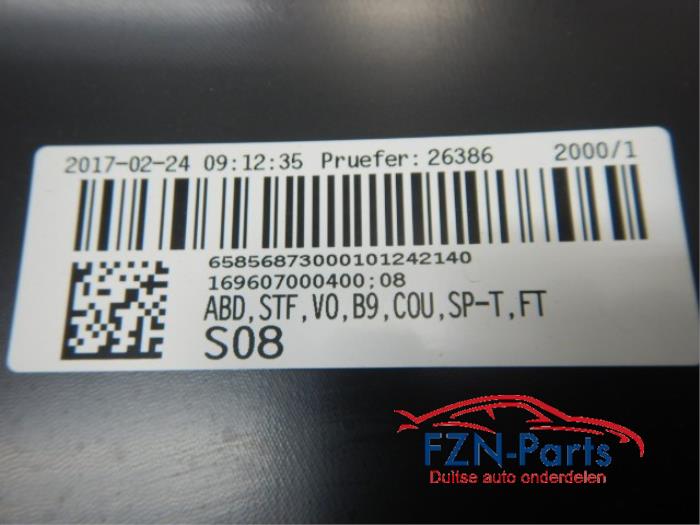 2017-02-24 09:12:35 Pruefer: 26386 2000/1
65856873000101242140
169607000400;08
ABD,STF,VO,B9,COU,SP-T,FT
S08
FZN-Parts
Duitse auto onderdelen